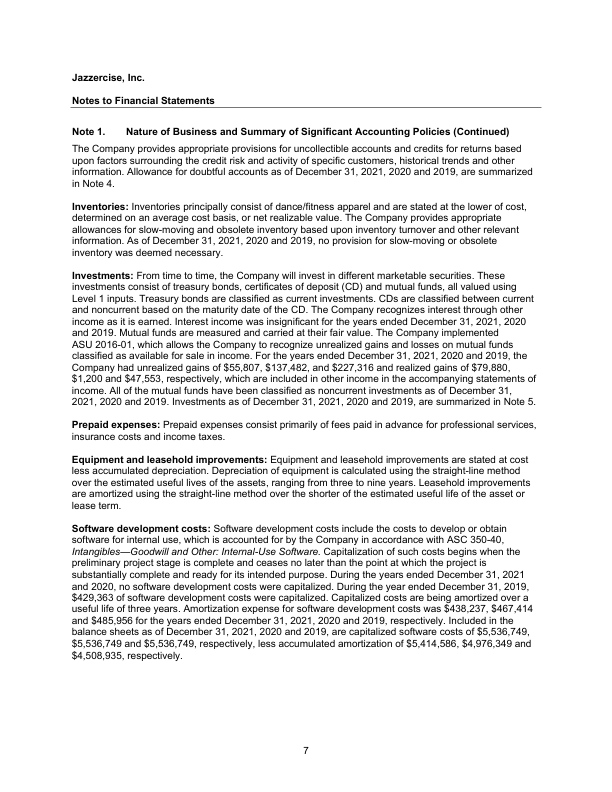 Jazzercise, Inc.
Notes to Financial Statements
Note 1. Nature of Business and Summary of Significant Accounting Policies (Continued)
The Company provides appropriate provisions for uncollectible accounts and credits for returns based
upon factors surrounding the credit risk and activity of specific customers, historical trends and other
information. Allowance for doubtful accounts as of December 31, 2021, 2020 and 2019, are summarized
in Note 4.
Inventories: Inventories principally consist of dance/fitness apparel and are stated at the lower of cost,
determined on an average cost basis, or net realizable value. The Company provides appropriate
allowances for slow-moving and obsolete inventory based upon inventory turnover and other relevant
information. As of December 31, 2021, 2020 and 2019, no provision for slow-moving or obsolete
inventory was deemed necessary.
Investments: From time to time, the Company will invest in different marketable securities. These
investments consist of treasury bonds, certificates of deposit (CD) and mutual funds, all valued using
Level 1 inputs. Treasury bonds are classified as current investments. CDs are classified between current
and noncurrent based on the maturity date of the CD. The Company recognizes interest through other
income as it is earned. Interest income was insignificant for the years ended December 31, 2021, 2020
and 2019. Mutual funds are measured and carried at their fair value. The Company implemented
ASU 2016-01, which allows the Company to recognize unrealized gains and losses on mutual funds
classified as available for sale in income. For the years ended December 31, 2021, 2020 and 2019, the
Company had unrealized gains of $55,807, $137,482, and $227,316 and realized gains of $79,880,
$1,200 and $47,553, respectively, which are included in other income in the accompanying statements of
income. All of the mutual funds have been classified as noncurrent investments as of December 31,
2021, 2020 and 2019. Investments as of December 31, 2021, 2020 and 2019, are summarized in Note 5.
Prepaid expenses: Prepaid expenses consist primarily of fees paid in advance for professional services,
insurance costs and income taxes.
Equipment and leasehold improvements: Equipment and leasehold improvements are stated at cost
less accumulated depreciation. Depreciation of equipment is calculated using the straight-line method
over the estimated useful lives of the assets, ranging from three to nine years. Leasehold improvements
are amortized using the straight-line method over the shorter of the estimated useful life of the asset or
lease term.
Software development costs: Software development costs include the costs to develop or obtain
software for internal use, which is accounted for by the Company in accordance with ASC 350-40,
Intangibles—Goodwill and Other: Internal-Use Software. Capitalization of such costs begins when the
preliminary project stage is complete and ceases no later than the point at which the project is
substantially complete and ready for its intended purpose. During the years ended December 31, 2021
and 2020, no software development costs were capitalized. During the year ended December 31, 2019,
$429,363 of software development costs were capitalized. Capitalized costs are being amortized over a
useful life of three years. Amortization expense for software development costs was $438,237, $467,414
and $485,956 for the years ended December 31, 2021, 2020 and 2019, respectively. Included in the
balance sheets as of December 31, 2021, 2020 and 2019, are capitalized software costs of $5,536,749,
$5,536,749 and $5,536,749, respectively, less accumulated amortization of $5,414,586, $4,976,349 and
$4,508,935, respectively.
7